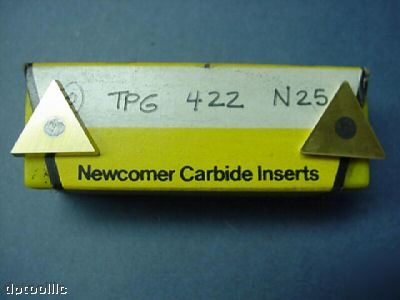 TPG 422 N25
Newcomer Carbide Inserts
dptoolllc